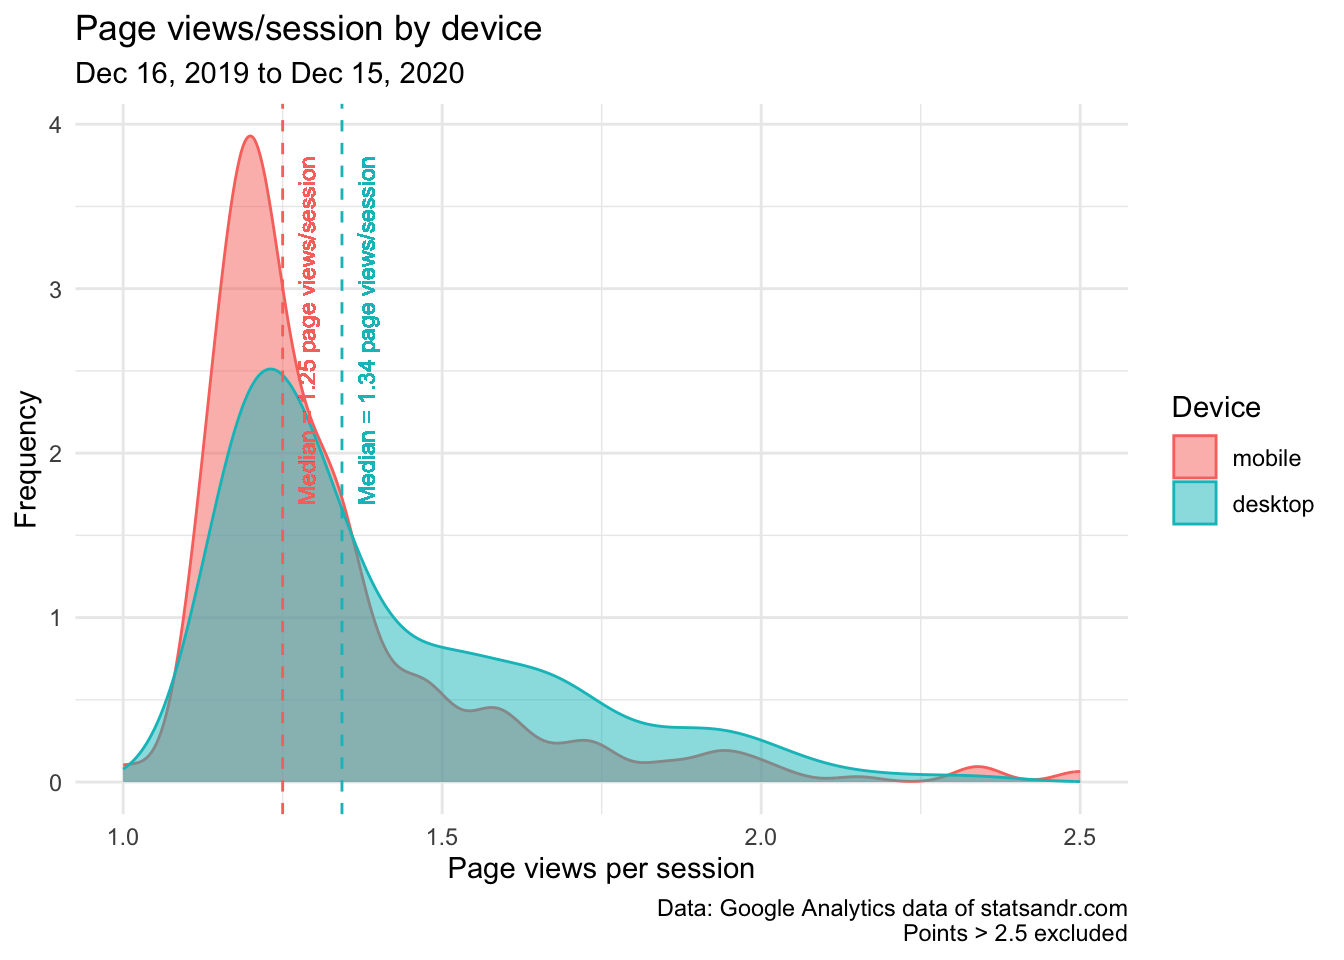 Page views/session by device
Dec 16, 2019 to Dec 15, 2020
4
3
2
1
0
Frequency
Median = 1.25 page views/session
Median = 1.34 page views/session
1.0
1.5
2.0
2.5
Page views per session
Device
mobile
desktop
Data: Google Analytics data of statsandr.com
Points > 2.5 excluded